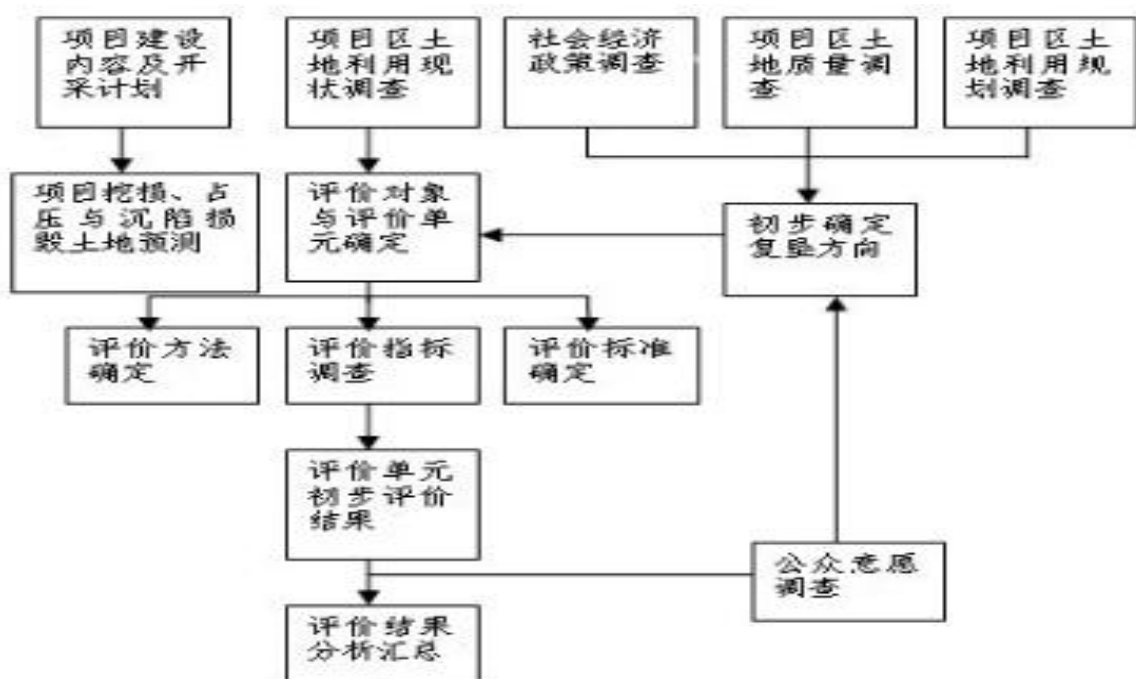 项目建设
内容及开
采计划
项目区土
地利用现
状调查
社会经济
政策调查
项目区土
地质量调
查
项目区土
地利用规
划调查
项目挖损、占
压与沉陷损
毁土地预测
评价对象
与评价单
元确定
初步确定
复垦方向
评价方法
确定
评价指标
调查
评价标准
确定
评价单元
初步评价
结果
公众意愿
调查
评价结果
分析汇总